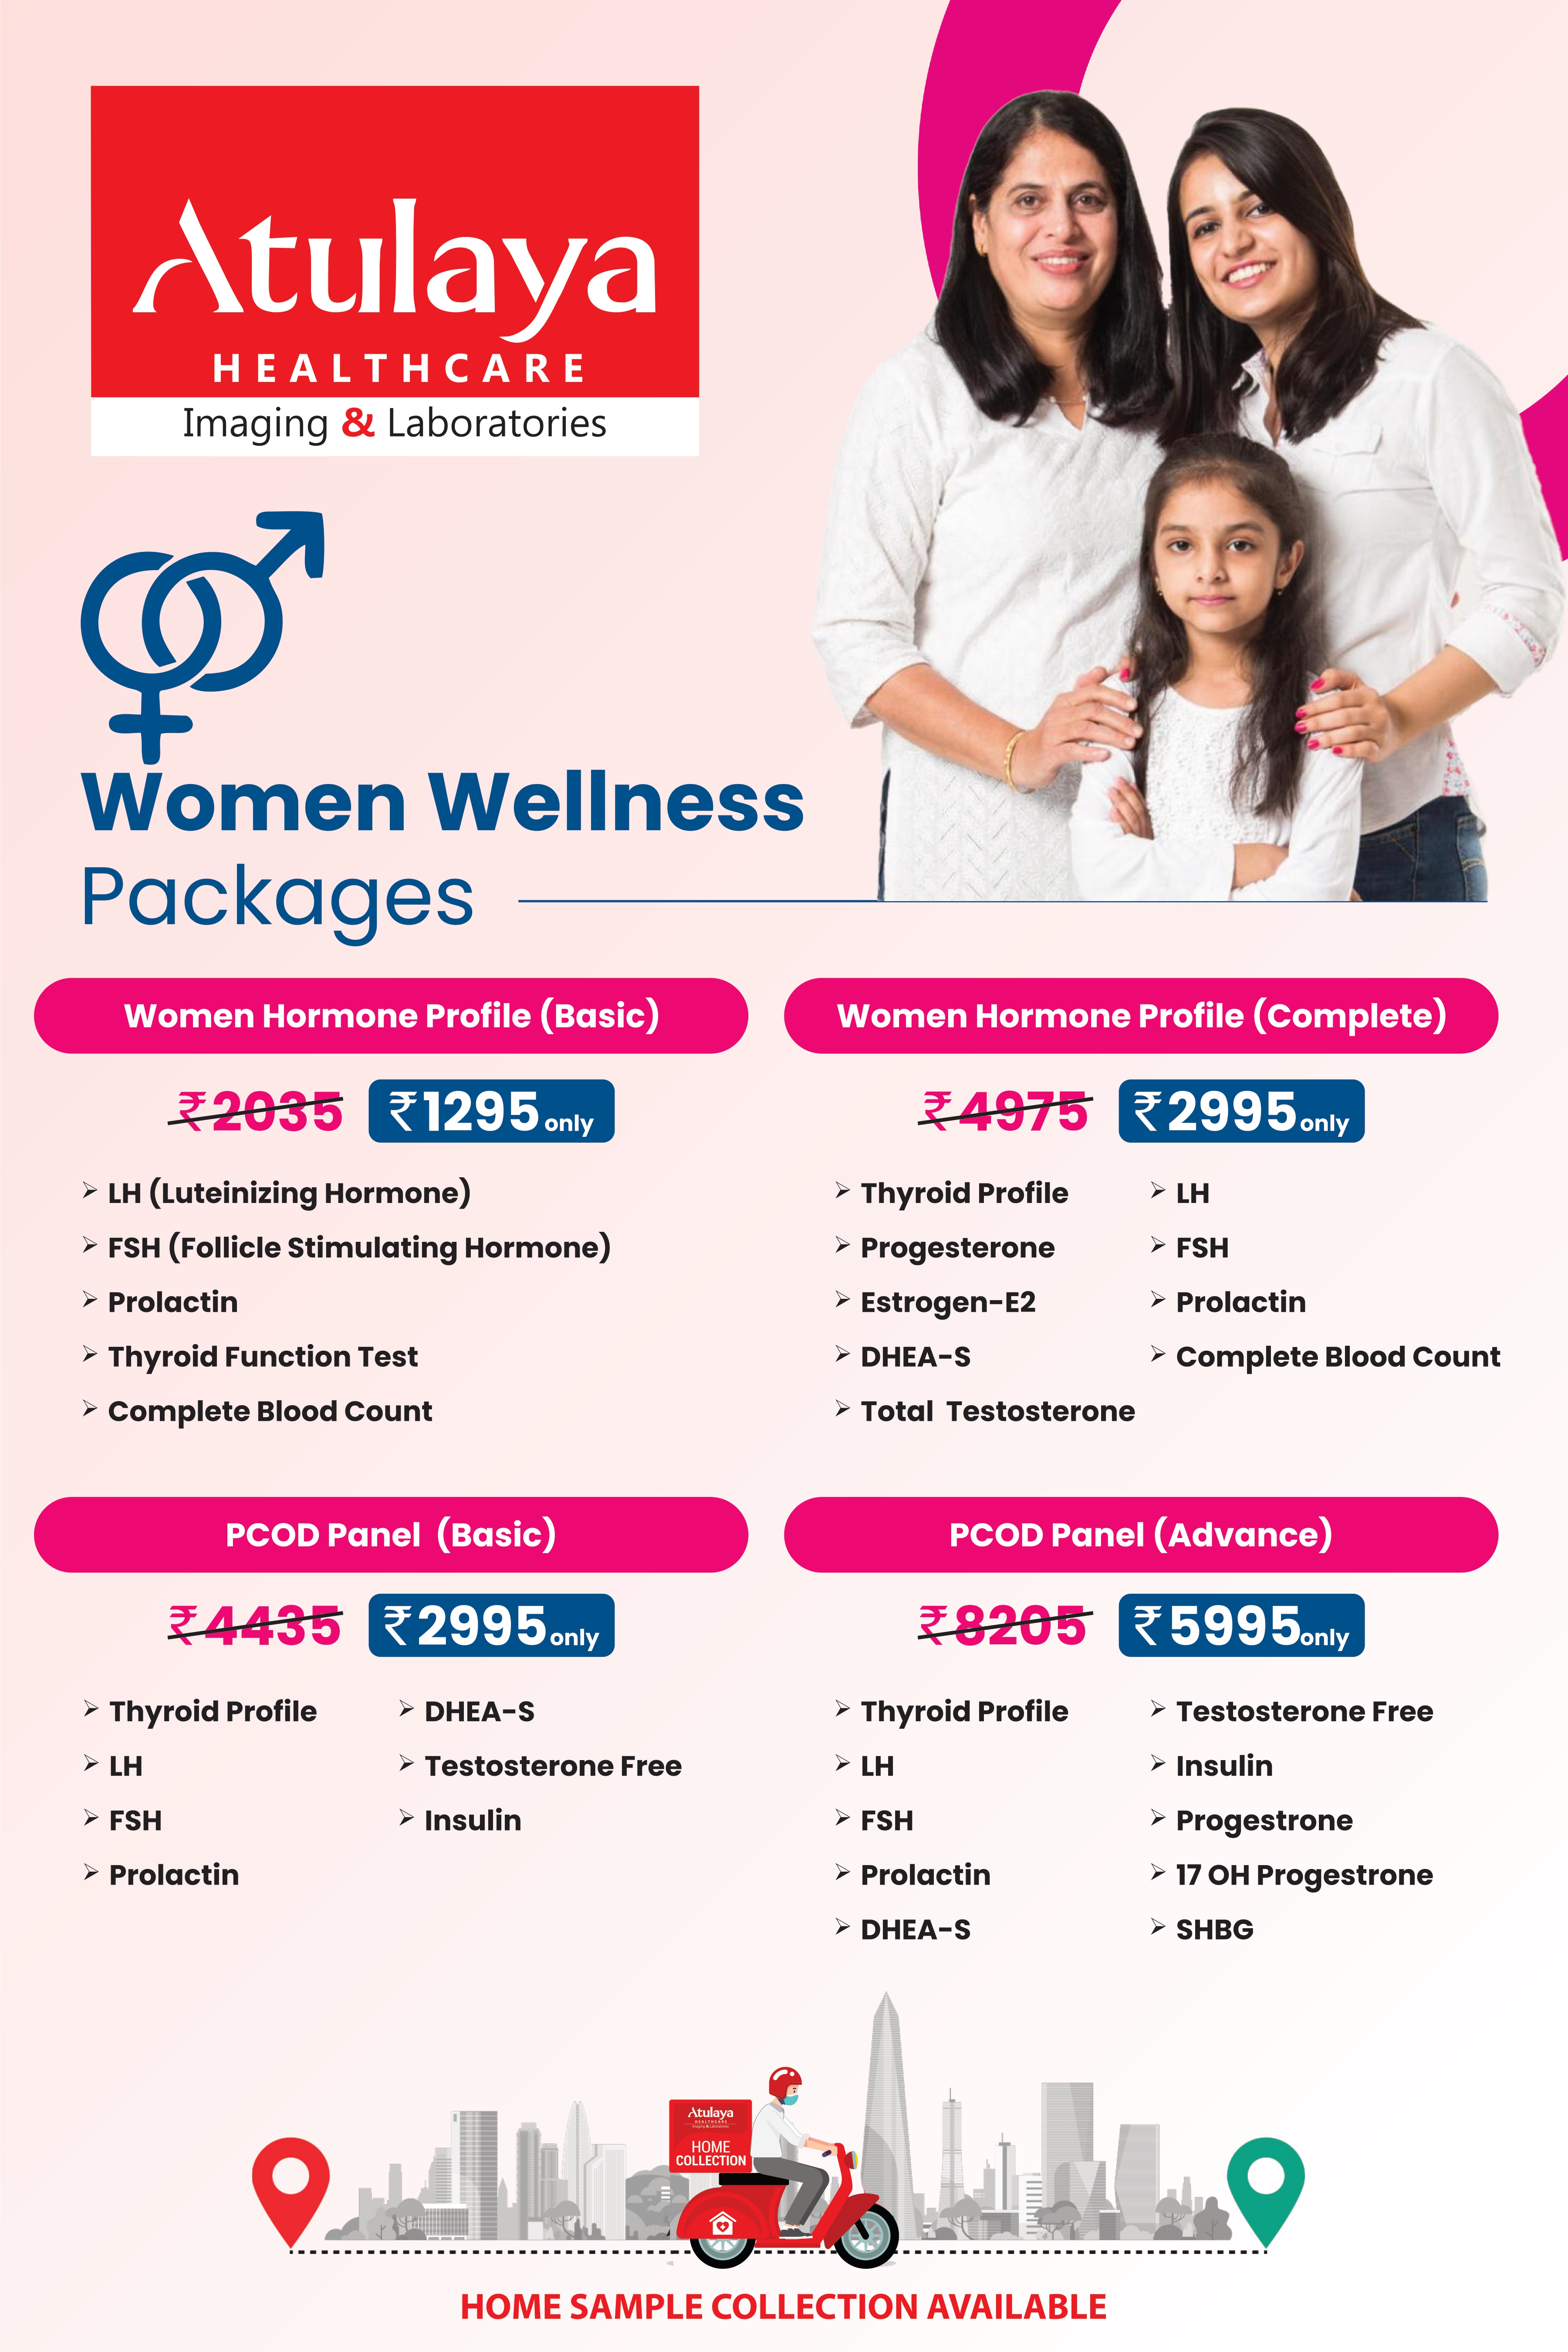 Atulaya
HEALTHCARE
Imaging & Laboratories
Women Wellness
Packages
Women Hormone Profile (Basic)
₹2035 ₹1295 only
LH (Luteinizing Hormone)
FSH (Follicle Stimulating Hormone)
Prolactin
Thyroid Function Test
Complete Blood Count
Women Hormone Profile (Complete)
₹4975 ₹2995 only
Thyroid Profile
Progesterone
Estrogen-E2
DHEA-S
Total Testosterone
LH
FSH
Prolactin
Complete Blood Count
PCOD Panel (Basic)
₹4435 ₹2995 only
Thyroid Profile
LH
FSH
Prolactin
DHEA-S
Testosterone Free
Insulin
PCOD Panel (Advance)
₹8205 ₹5995 only
Thyroid Profile
LH
FSH
Prolactin
DHEA-S
Testosterone Free
Insulin
Progestrone
17 OH Progestrone
SHBG
Atulaya
HEALTHCARE
Imaging & Laboratories
HOME
COLLECTION
HOME SAMPLE COLLECTION AVAILABLE